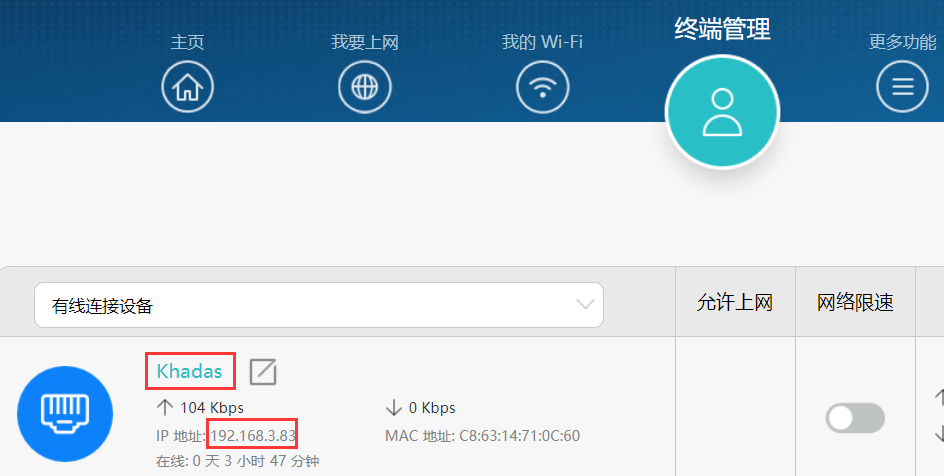 主页
我要上网
我的 Wi-Fi
终端管理
更多功能
有线连接设备
允许上网
网络限速
Khadas
104 Kbps
0 Kbps
IP 地址: 192.168.3.83
MAC 地址: C8:63:14:71:0C:60
在线: 0 天 3 小时 47 分钟